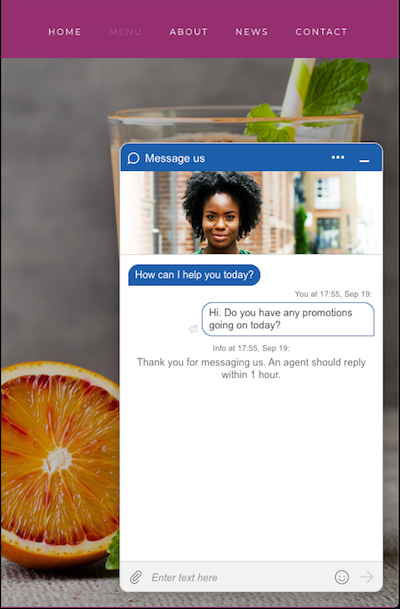 HOME MENU ABOUT NEWS CONTACT
Message us
How can I help you today?
You at 17:55, Sep 19:
Hi. Do you have any promotions
going on today?
Info at 17:55, Sep 19:
Thank you for messaging us. An agent should reply
within 1 hour.
Enter text here